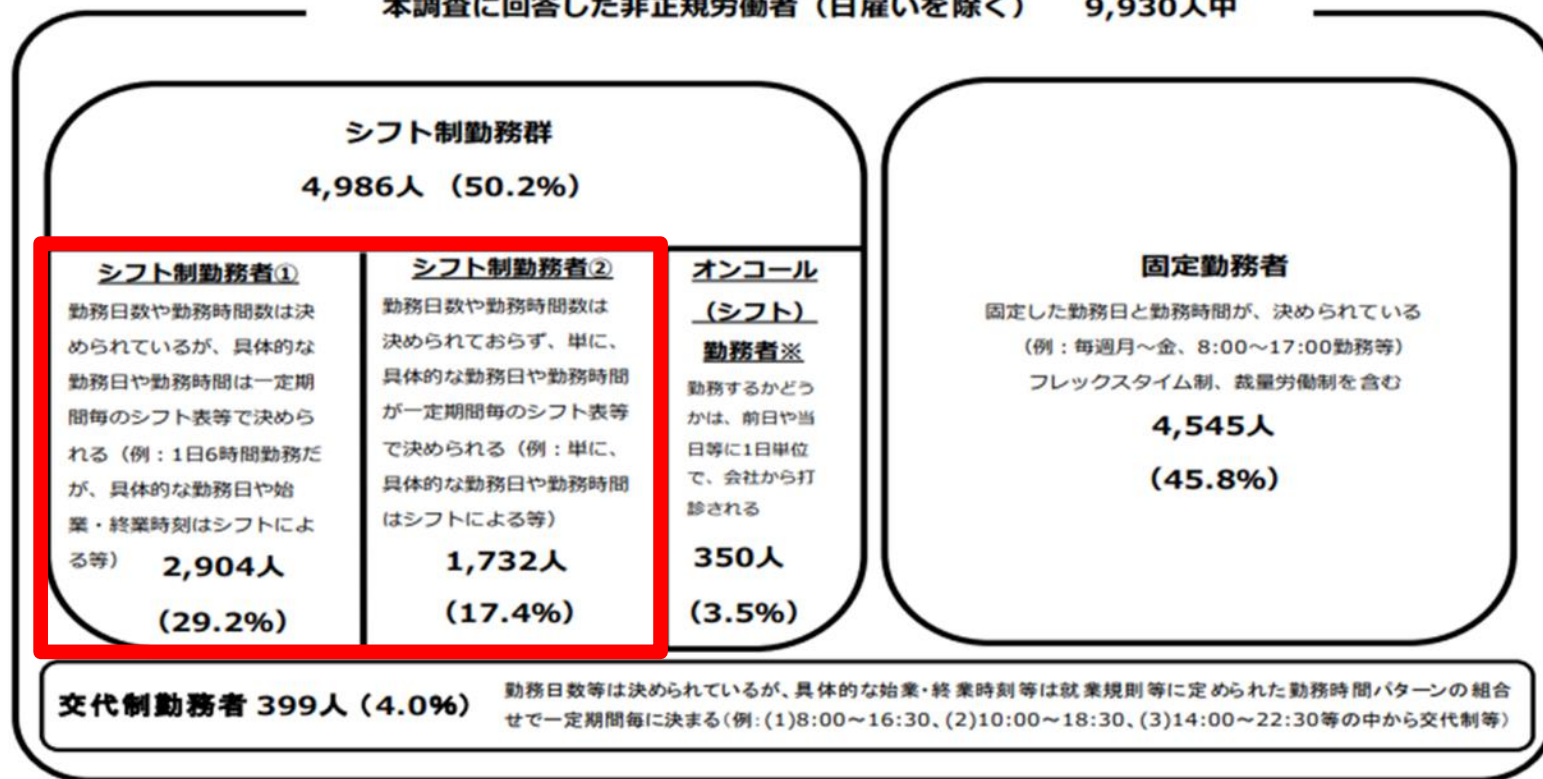 本調査に回答した非正規労働者（日雇いを除く） 9,930人中
シフト制勤務群
4,986人 （50.2%）
シフト制勤務者①
勤務日数や勤務時間数は決
められているが、具体的な
勤務日や勤務時間は一定期
間毎のシフト表等で決めら
れる（例：1日6時間勤務だ
が、具体的な勤務日や始
業・終業時刻はシフトによ
る等）
2,904人
（29.2%）
シフト制勤務者②
勤務日数や勤務時間数は
決められておらず、単に、
具体的な勤務日や勤務時間
が一定期間毎のシフト表等
で決められる（例：単に、
具体的な勤務日や勤務時間
はシフトによる等）
1,732人
（17.4%）
オンコール
（シフト）
勤務者※
勤務するかどう
かは、前日や当
日等に1日単位
で、会社から打
診される
350人
（3.5%）
固定勤務者
固定した勤務日と勤務時間が、決められている
（例：毎週月～金、8:00～17:00勤務等）
フレックスタイム制、裁量労働制を含む
4,545人
（45.8%）
交代制勤務者 399人（4.0%）
勤務日数等は決められているが、具体的な始業・終業時刻等は就業規則等に定められた勤務時間パターンの組合
せで一定期間毎に決まる（例：(1)8:00～16:30、(2)10:00～18:30、(3)14:00～22:30等の中から交代制等）